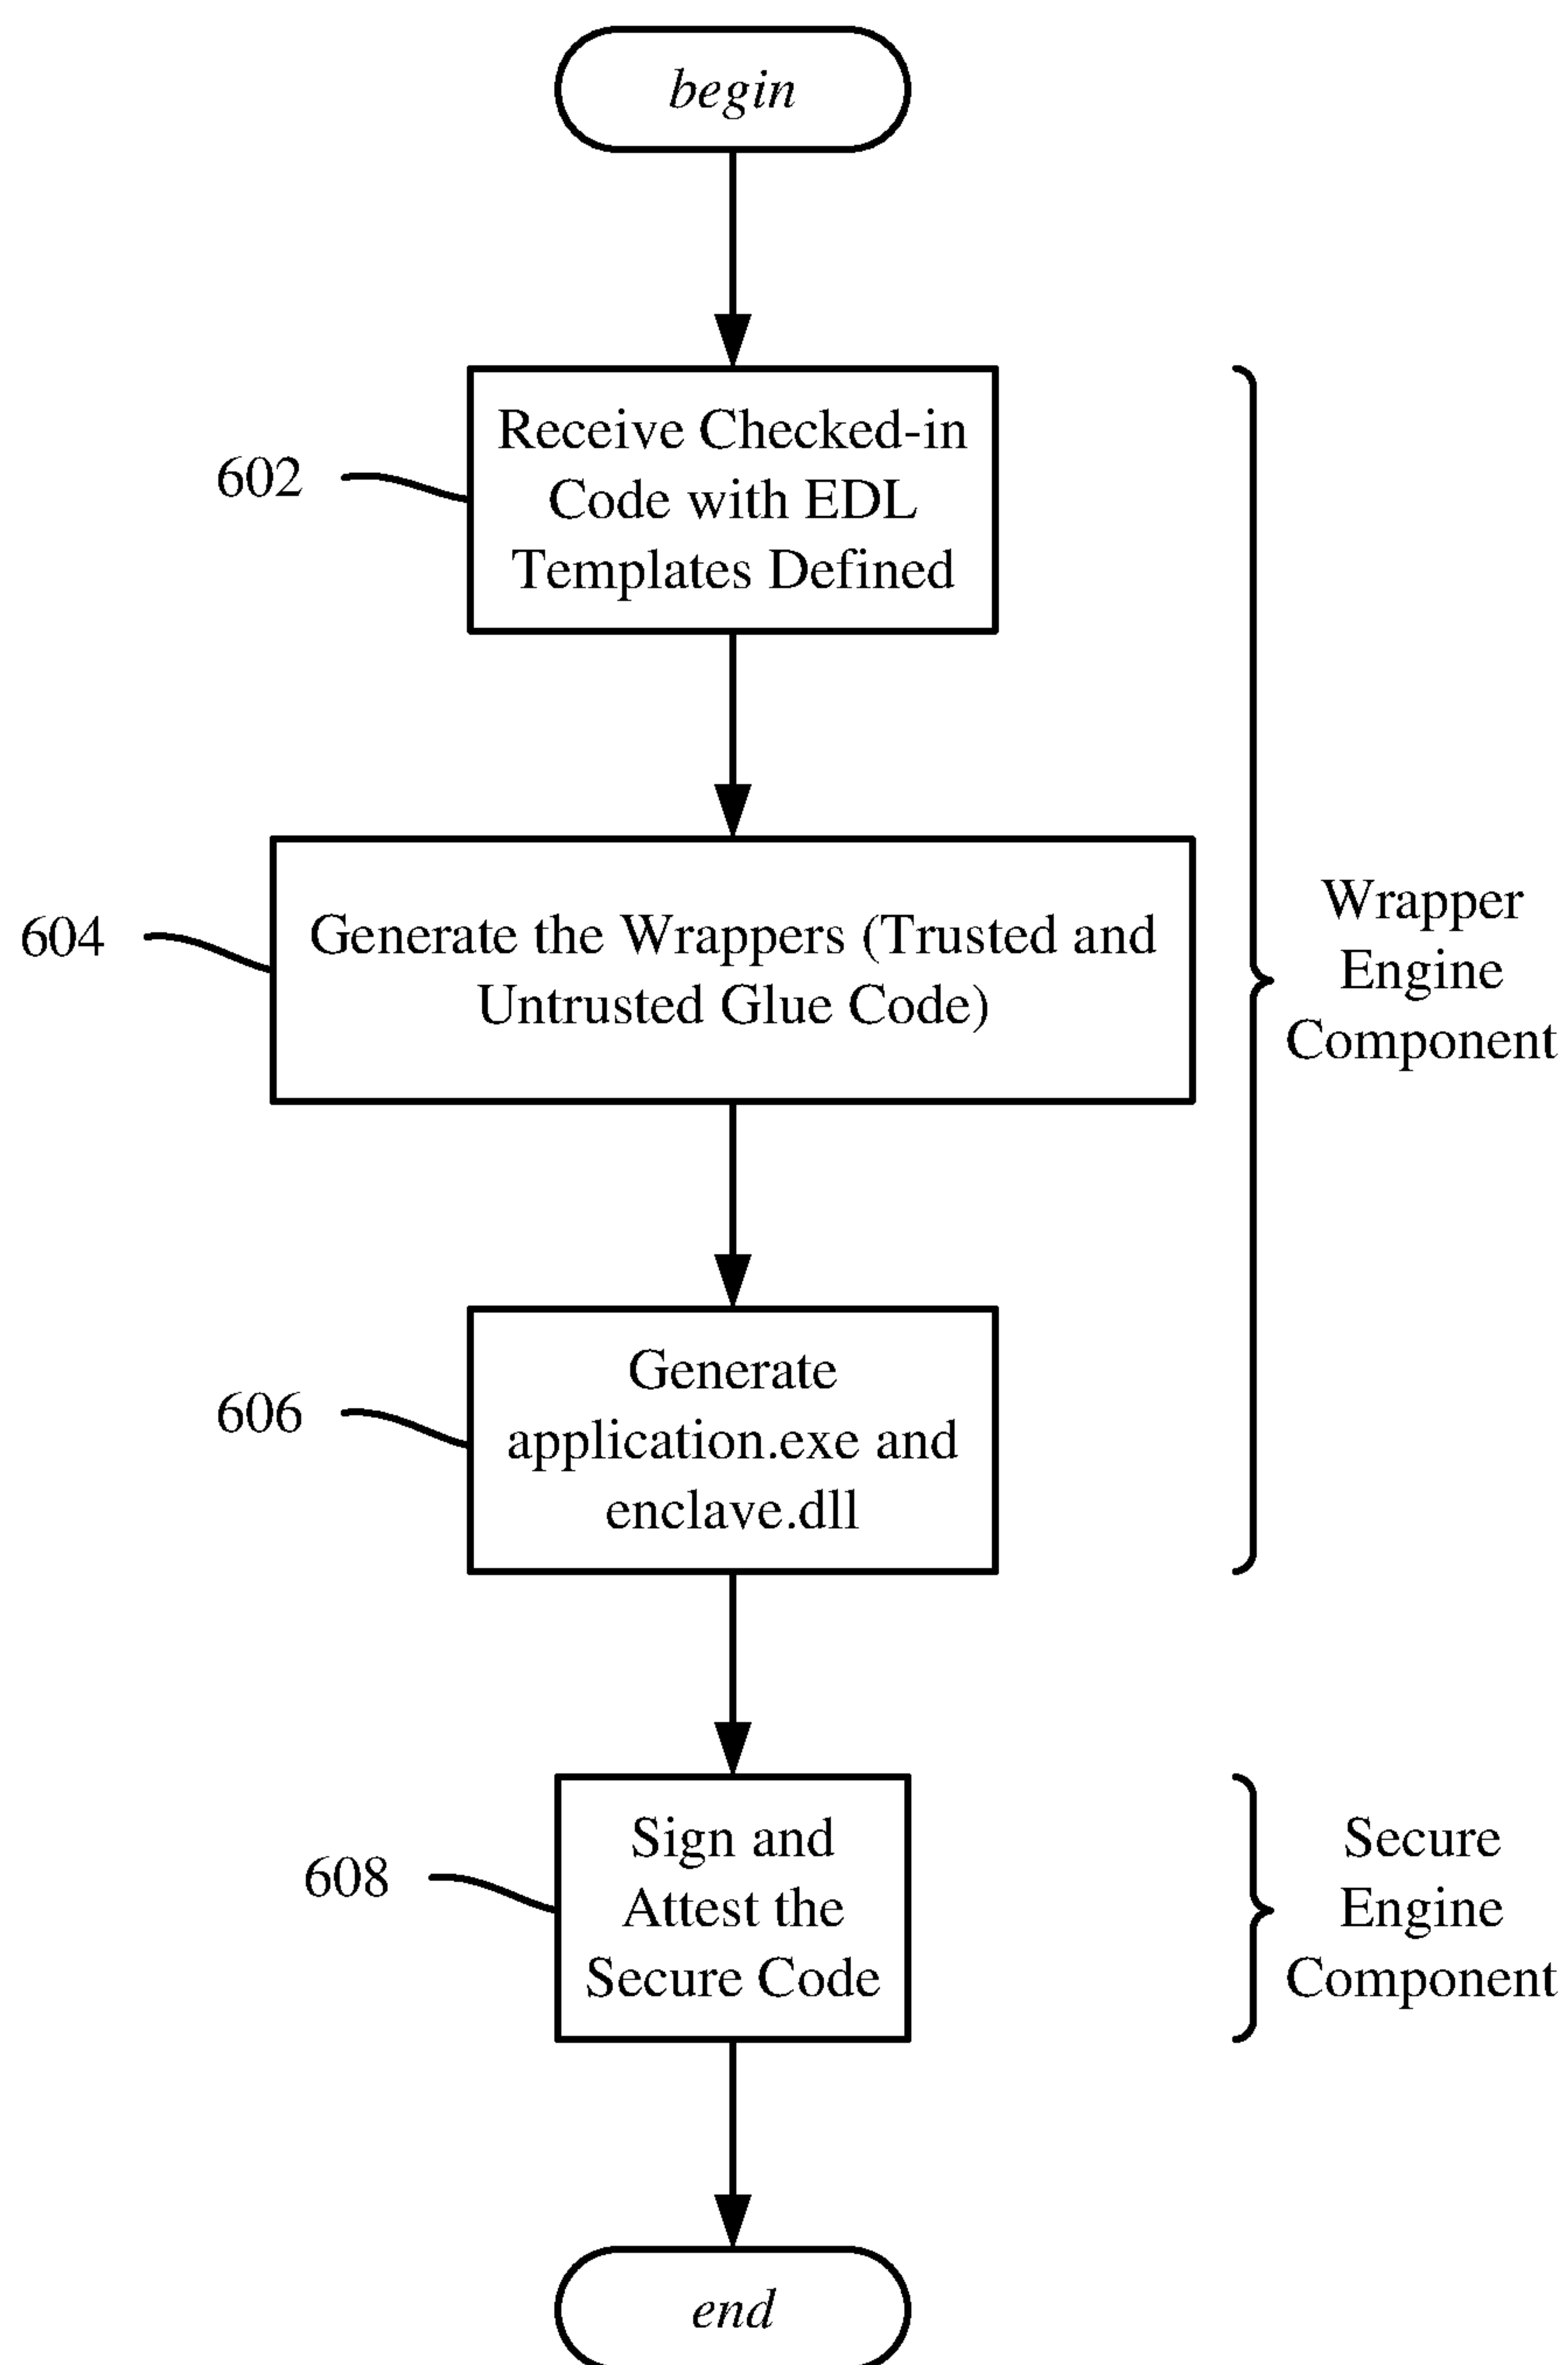 begin
602
Receive Checked-in
Code with EDL
Templates Defined
604
Generate the Wrappers (Trusted and
Untrusted Glue Code)
Wrapper
Engine
Component
606
Generate
application.exe and
enclave.dll
608
Sign and
Attest the
Secure Code
Secure
Engine
Component
end